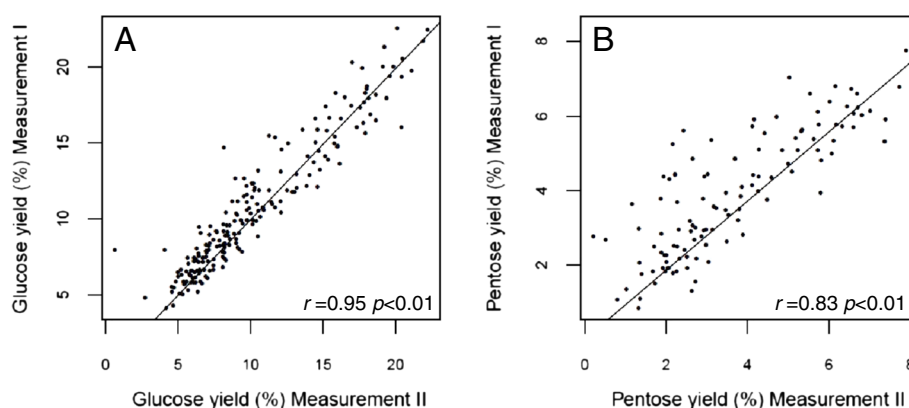 A
Glucose yield (%) Measurement I
20
15
10
5
r=0.95 p<0.01
0 5 10 15 20
Glucose yield (%) Measurement II
B
Pentose yield (%) Measurement I
8
6
4
2
r=0.83 p<0.01
0 2 4 6 8
Pentose yield (%) Measurement II